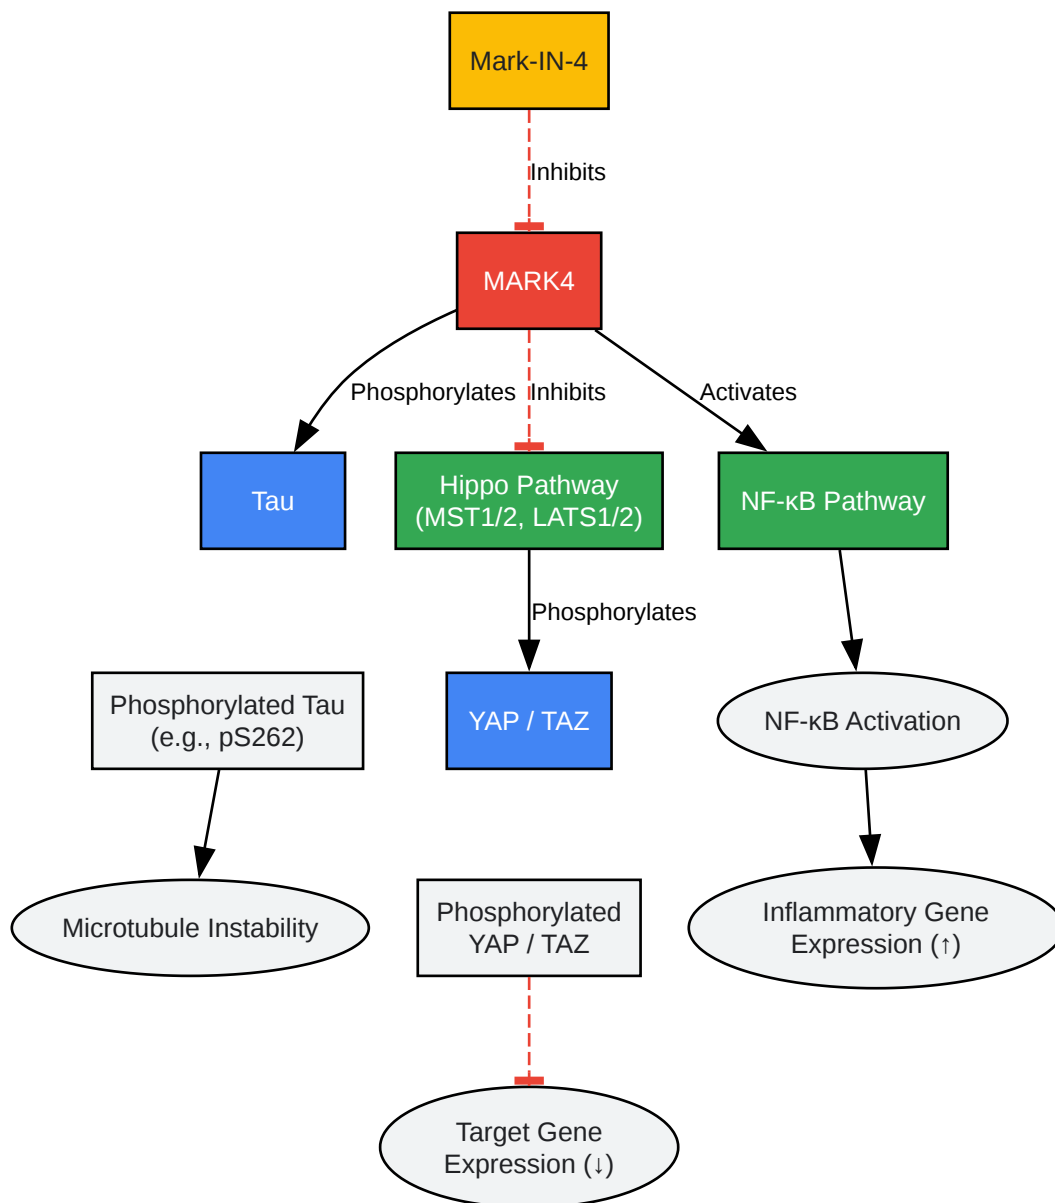 Mark-IN-4
Inhibits
MARK4
Phosphorylates
Inhibits
Activates
Tau
Hippo Pathway
(MST1/2, LATS1/2)
NF-κB Pathway
Phosphorylates
Phosphorylated Tau
(e.g., pS262)
YAP / TAZ
NF-κB Activation
Microtubule Instability
Phosphorylated
YAP / TAZ
Inflammatory Gene
Expression (↑)
Target Gene
Expression (↓)